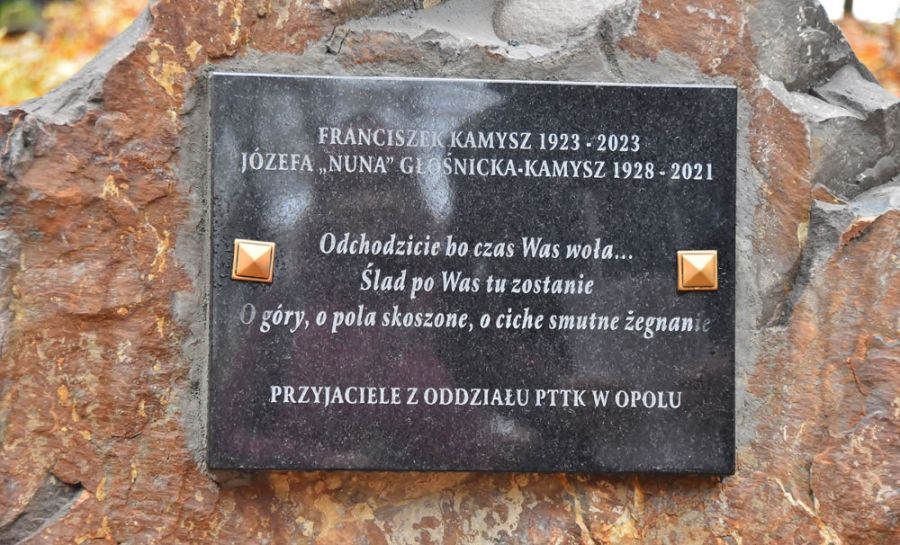 FRANCISZEK KAMYSZ 1923 - 2023
JÓZEFA „NUNA” GŁOŚNICKA-KAMYSZ 1928 - 2021
Odchodzicie bo czas Was woła...
Ślad po Was tu zostanie
O góry, o pola skoszone, o ciche smutne żegnanie
PRZYJACIELE Z ODDZIAŁU PTTK W OPOLU